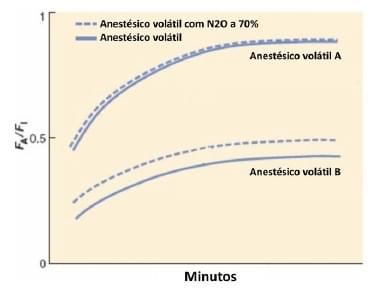 1
Anestésico volátil com N2O a 70%
Anestésico volátil
Anestésico volátil A
FA/FI
0.5
Anestésico volátil B
0
Minutos